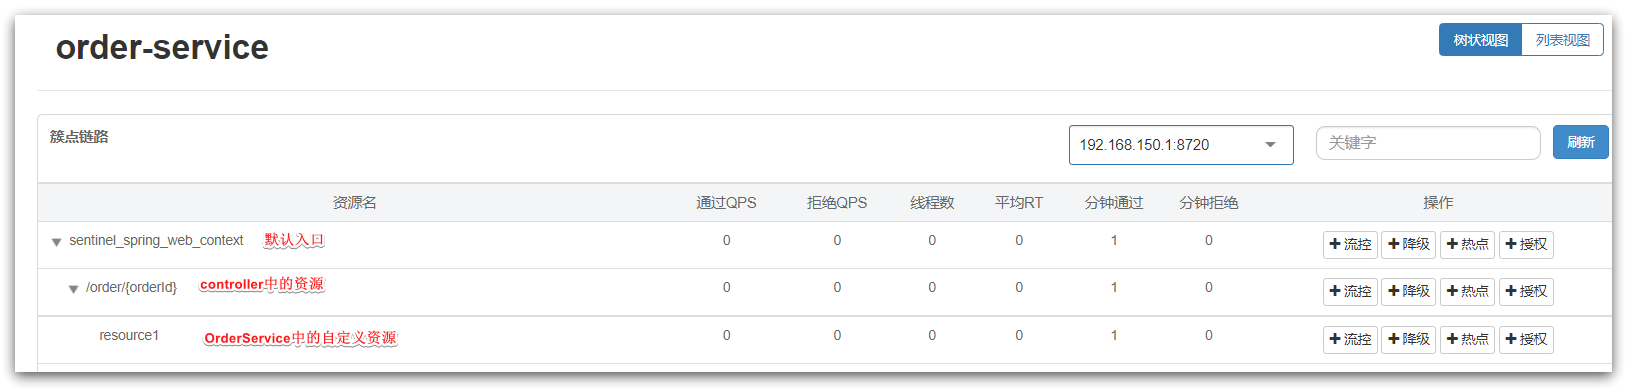 order-service
树状视图 列表视图
簇点链路 192.168.150.1:8720 关键字 刷新
资源名 通过QPS 拒绝QPS 线程数 平均RT 分钟通过 分钟拒绝 操作
sentinel_spring_web_context 默认入口 0 0 0 0 1 0 +流控 +降级 +热点 +授权
/order/{orderId} controller中的资源 0 0 0 0 1 0 +流控 +降级 +热点 +授权
resource1 OrderService中的自定义资源 0 0 0 0 1 0 +流控 +降级 +热点 +授权